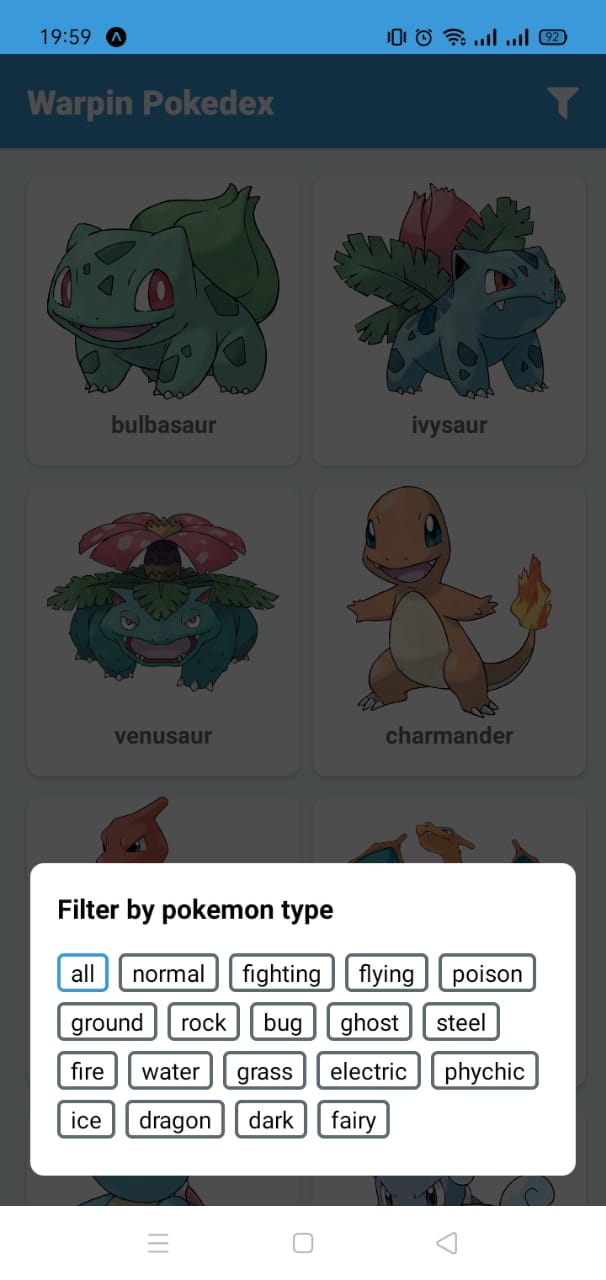 19:59
92
Warpin Pokedex
bulbasaur
ivysaur
venusaur
charmander
Filter by pokemon type
all normal fighting flying poison
ground rock bug ghost steel
fire water grass electric phychic
ice dragon dark fairy